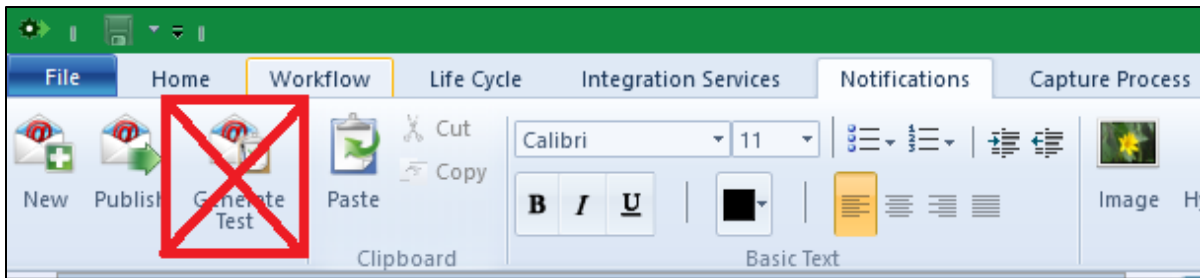 File Home Workflow Life Cycle Integration Services Notifications Capture Process
Cut
Calibri 11
Copy
New Publish Generate Paste
Test
B I U
Image
Clipboard Basic Text